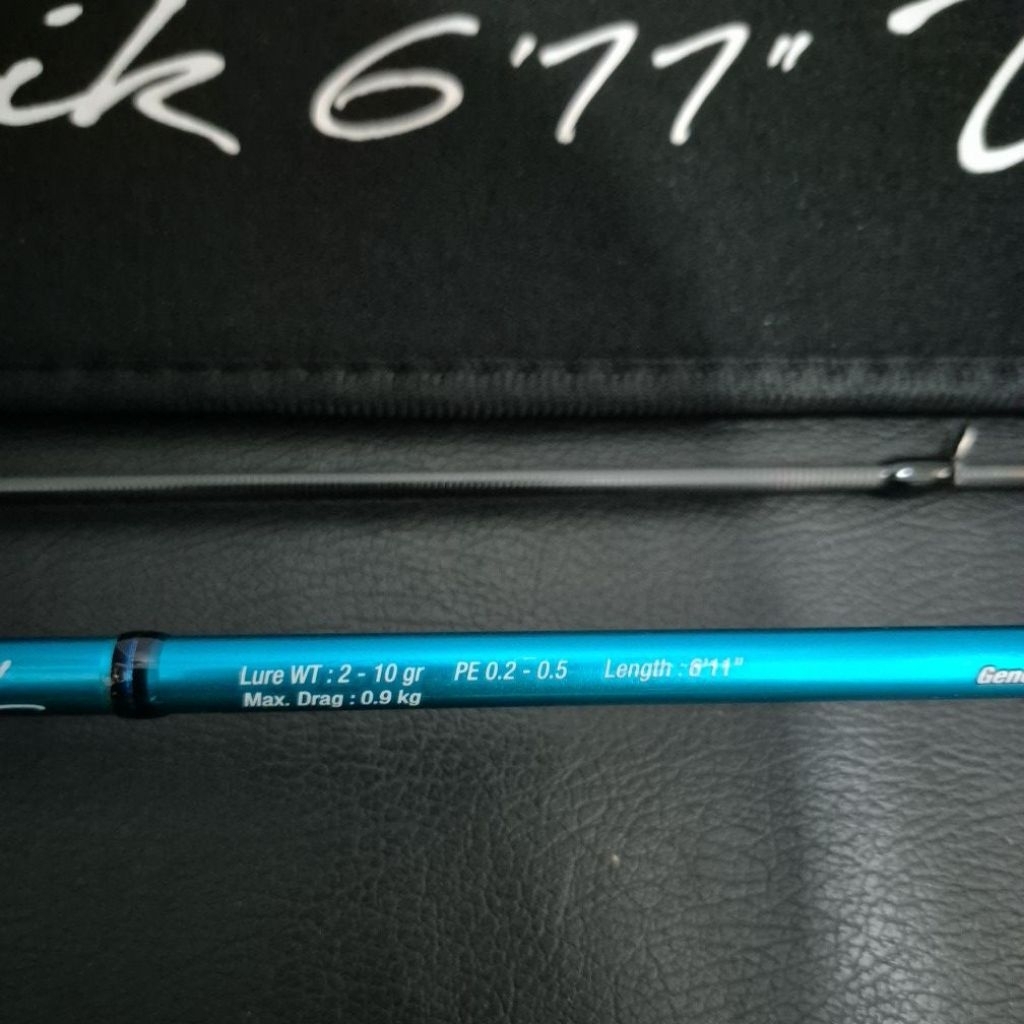 ik 6'11"
Lure WT : 2 - 10 gr PE 0.2 - 0.5 Length : 6'11"
Max. Drag : 0.9 kg